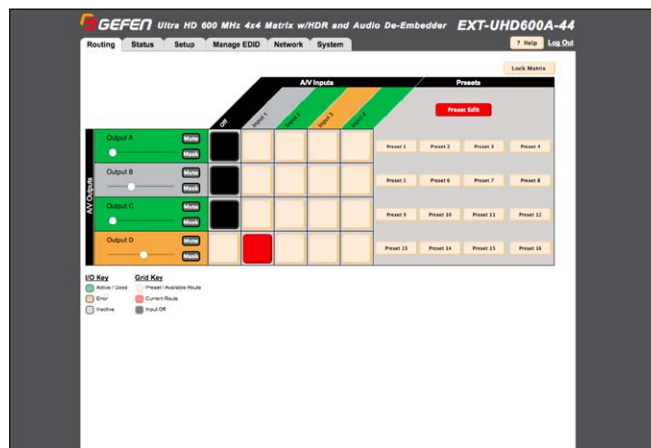 GEFEN Ultra HD 600 MHz 4x4 Matrix w/HDR and Audio De-Embedder EXT-UHD600A-44
Routing Status Setup Manage EDID Network System ? Help Log Out
Lock Matrix
A/V Inputs Presets
Off Input 1 Input 2 Input 3 Input 4
Preset Edit
A/V Outputs
Output A Mute
Mask
Preset 1 Preset 2 Preset 3 Preset 4
Output B Mute
Mask
Preset 5 Preset 6 Preset 7 Preset 8
Output C Mute
Mask
Preset 9 Preset 10 Preset 11 Preset 12
Output D Mute
Mask
Preset 13 Preset 14 Preset 15 Preset 16
I/O Key Grid Key
Active / Good Preset / Available Route
Error Current Route
Inactive Input Off